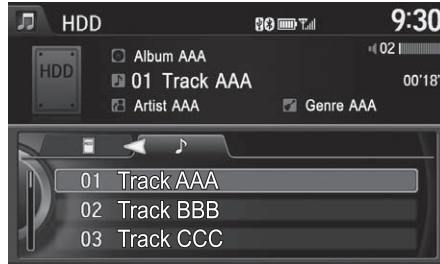 HDD 9:30
02
HDD
Album AAA
01 Track AAA 00'18"
Artist AAA Genre AAA
01 Track AAA
02 Track BBB
03 Track CCC